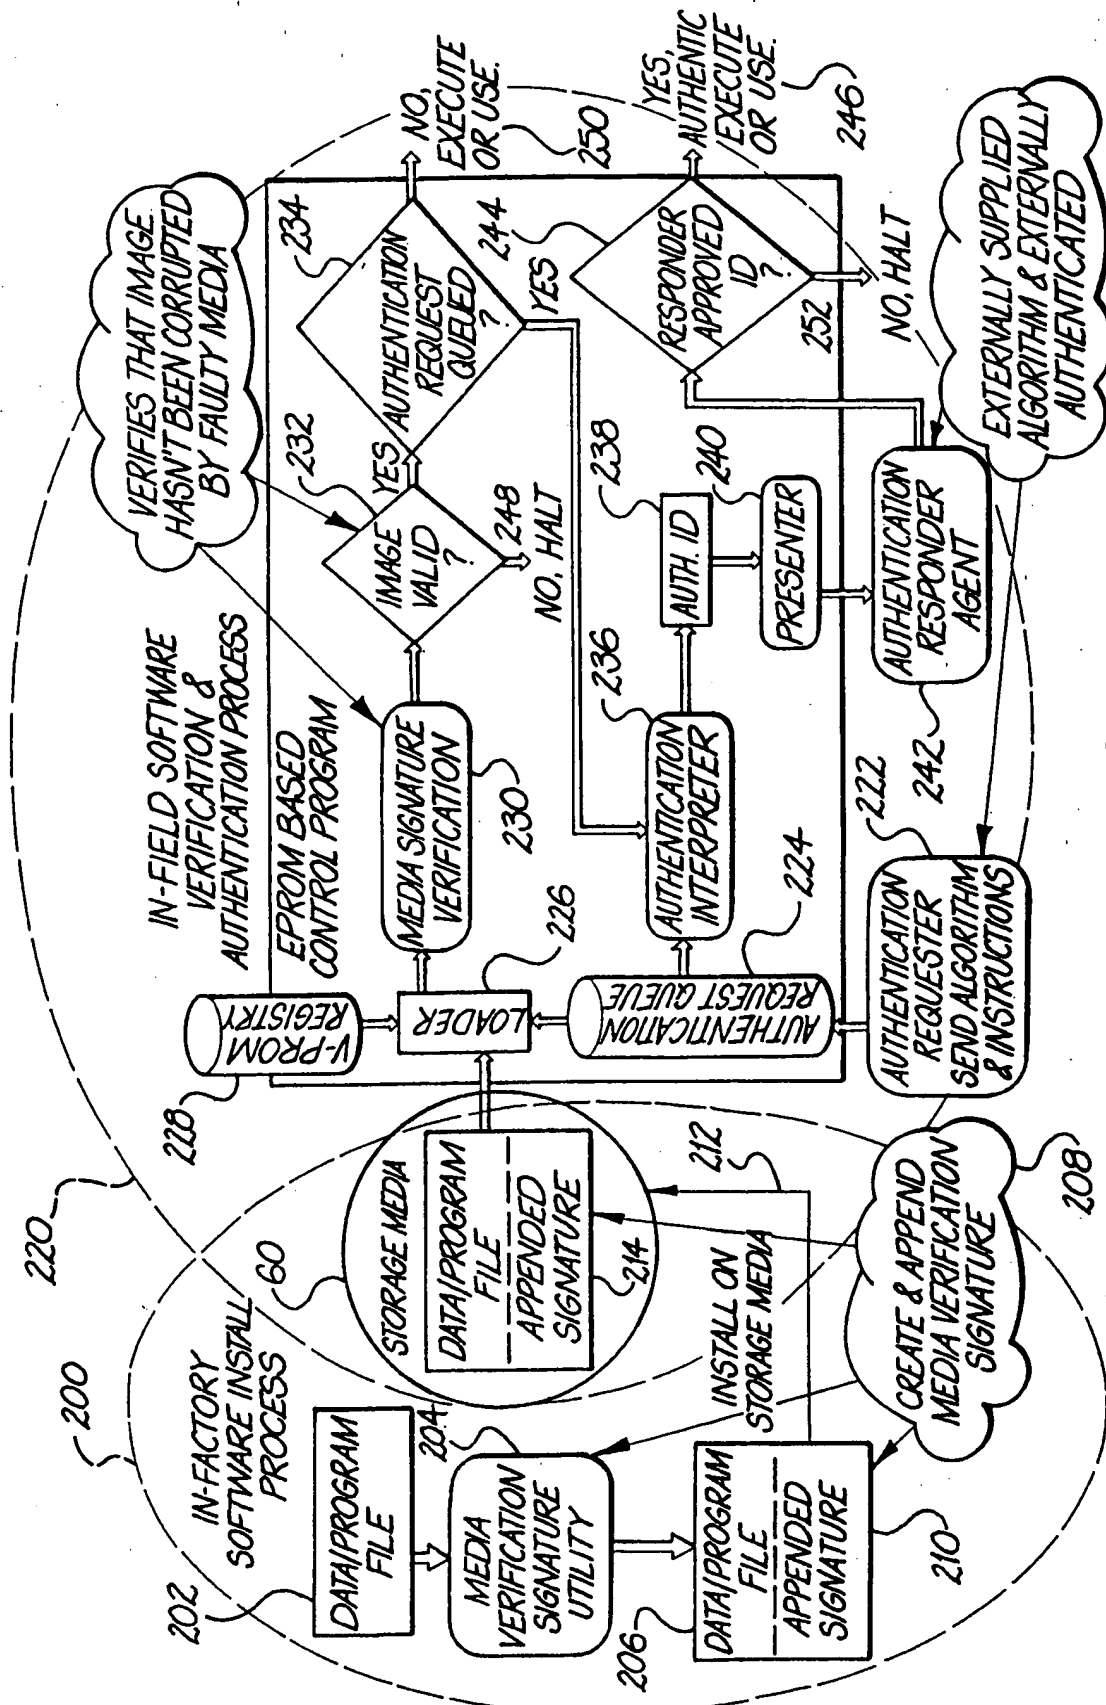 200
IN-FACTORY
SOFTWARE INSTALL
PROCESS
202
DATA/PROGRAM
FILE
204
MEDIA
VERIFICATION
SIGNATURE
UTILITY
206
DATA/PROGRAM
FILE
APPENDED
SIGNATURE
210
INSTALL ON
STORAGE MEDIA
212
CREATE & APPEND
MEDIA VERIFICATION
SIGNATURE
208
60
STORAGE MEDIA
DATA/PROGRAM
FILE
APPENDED
SIGNATURE
214
220
IN-FIELD SOFTWARE
VERIFICATION &
AUTHENTICATION PROCESS
EPROM BASED
CONTROL PROGRAM
228
V-PROM
REGISTRY
LOADER
226
AUTHENTICATION
REQUEST QUEUE
224
AUTHENTICATION
REQUESTER
SEND ALGORITHM
& INSTRUCTIONS
222
MEDIA SIGNATURE
VERIFICATION
230
VERIFIES THAT IMAGE
HASN'T BEEN CORRUPTED
BY FAULTY MEDIA
232
IMAGE
VALID
?
YES
248
NO, HALT
234
AUTHENTICATION
REQUEST
QUEUED
?
YES
NO,
EXECUTE
OR USE.
250
236
AUTHENTICATION
INTERPRETER
238
AUTH. ID
240
PRESENTER
AUTHENTICATION
RESPONDER
AGENT
242
244
RESPONDER
APPROVED
ID
?
252
NO, HALT
YES,
AUTHENTIC
EXECUTE
OR USE.
246
EXTERNALLY SUPPLIED
ALGORITHM & EXTERNALLY
AUTHENTICATED